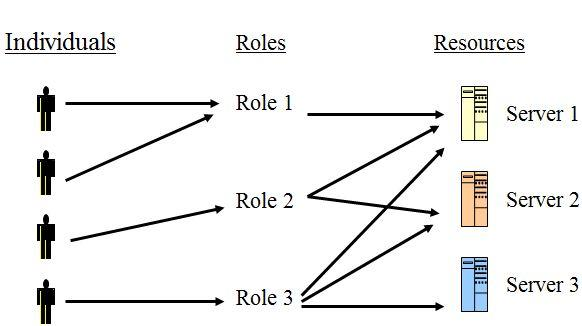 Individuals Roles Resources
Role 1
Server 1
Role 2 Server 2
Role 3 Server 3